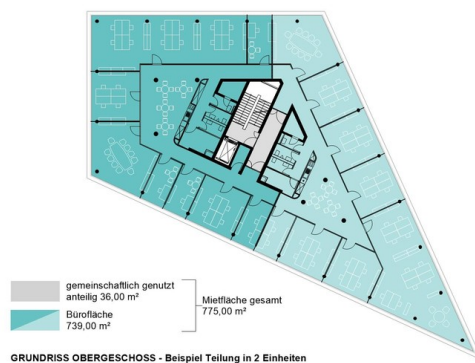 gemeinschaftlich genutzt
anteilig 36,00 m²
Bürofläche
739,00 m²
Mietfläche gesamt
775,00 m²
GRUNDRISS OBERGESCHOSS - Beispiel Teilung in 2 Einheiten